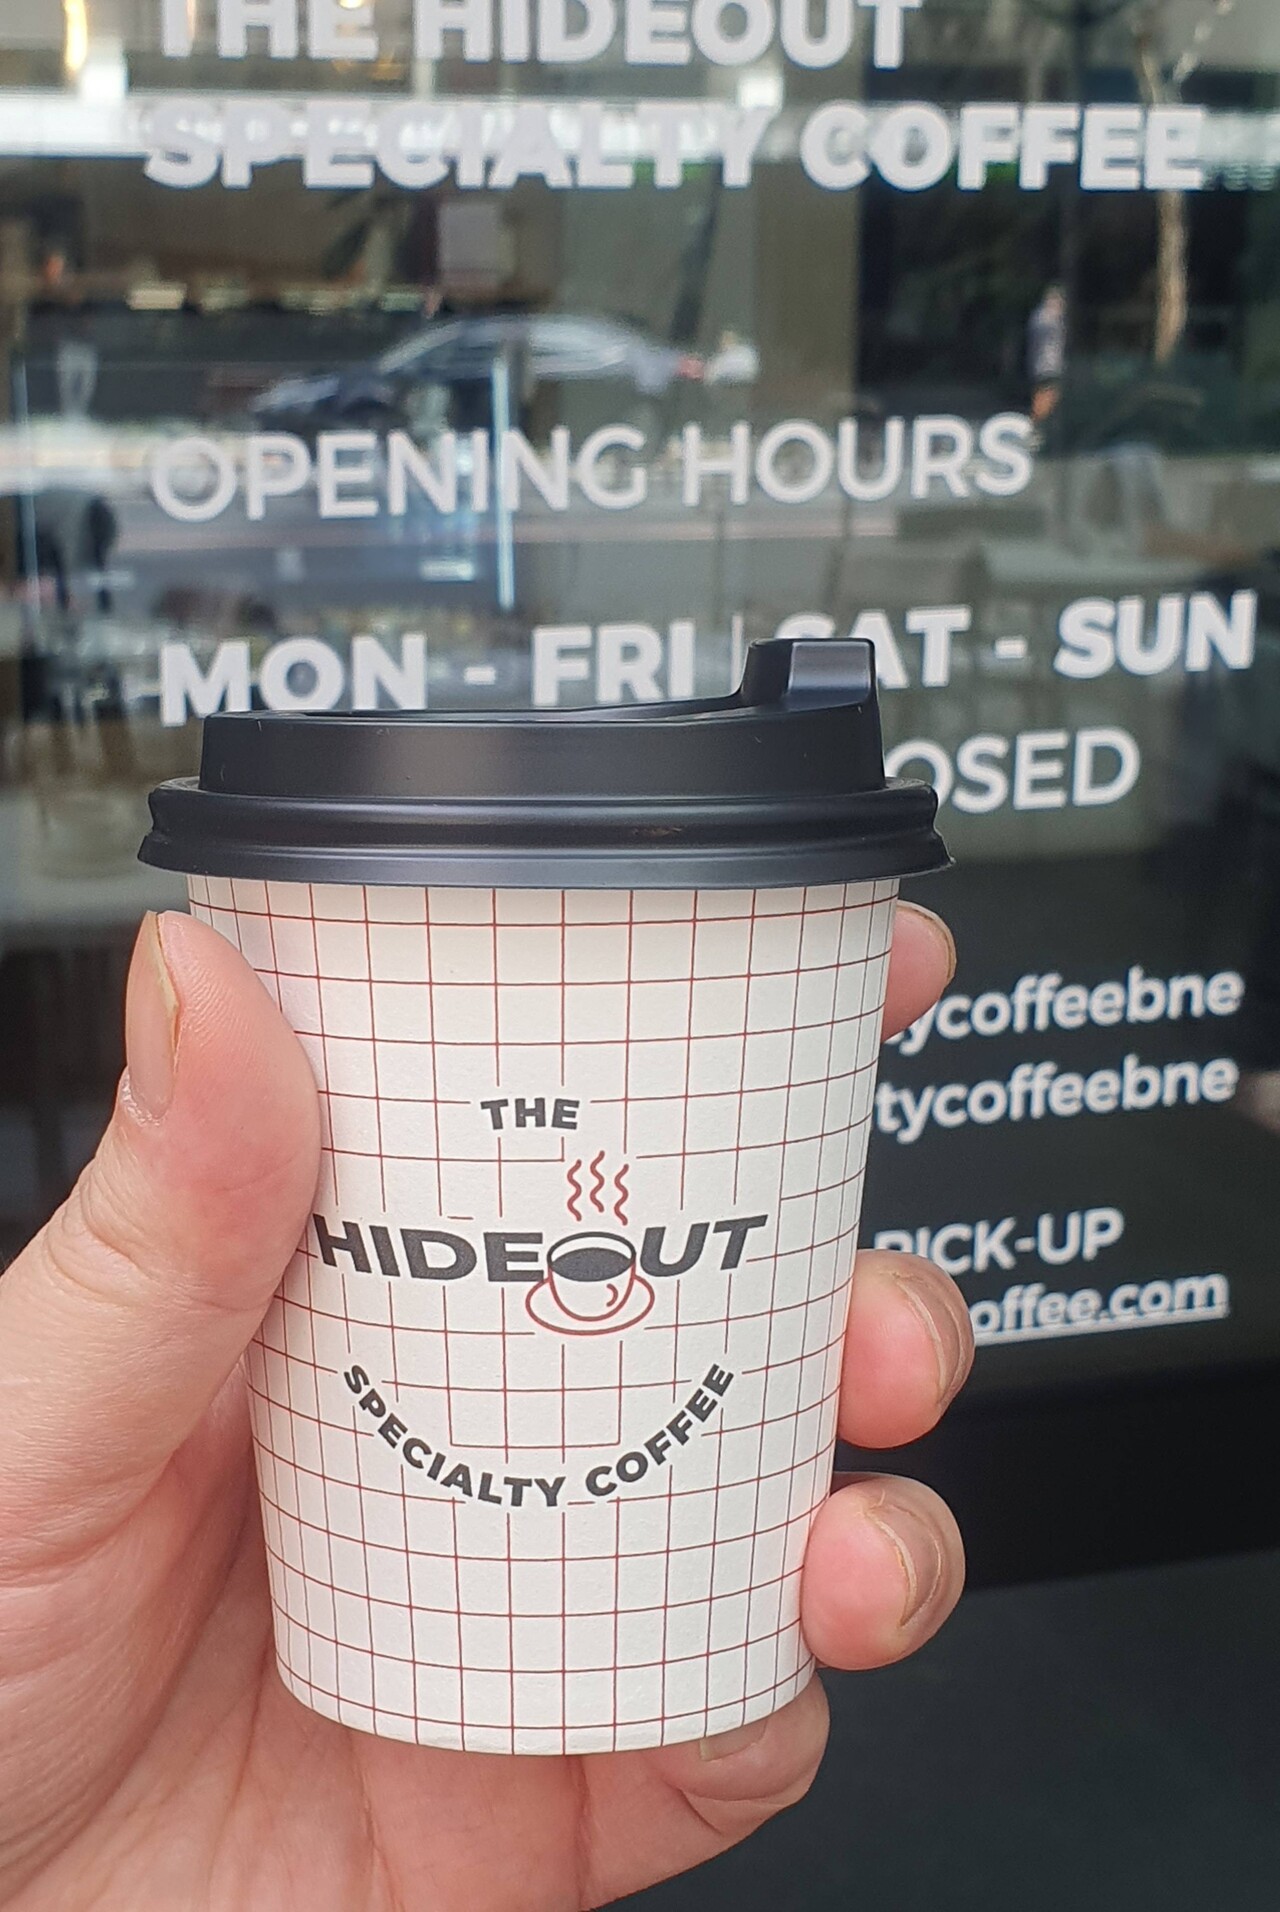 THE HIDEOUT
SPECIALTY COFFEE
OPENING HOURS
MON - FRI | SAT - SUN
OSED
ycoffeebne
tycoffeebne
PICK-UP
offee.com
THE
HIDEOUT
SPECIALTY COFFEE